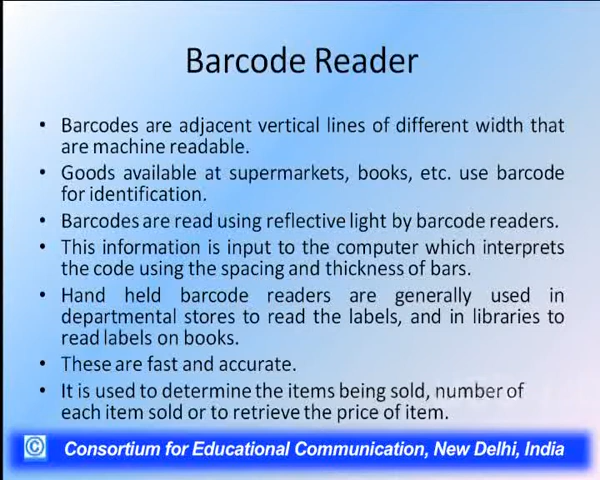 Barcode Reader
• Barcodes are adjacent vertical lines of different width that
are machine readable.
• Goods available at supermarkets, books, etc. use barcode
for identification.
• Barcodes are read using reflective light by barcode readers.
• This information is input to the computer which interprets
the code using the spacing and thickness of bars.
• Hand held barcode readers are generally used in
departmental stores to read the labels, and in libraries to
read labels on books.
• These are fast and accurate.
• It is used to determine the items being sold, number of
each item sold or to retrieve the price of item.
© Consortium for Educational Communication, New Delhi, India